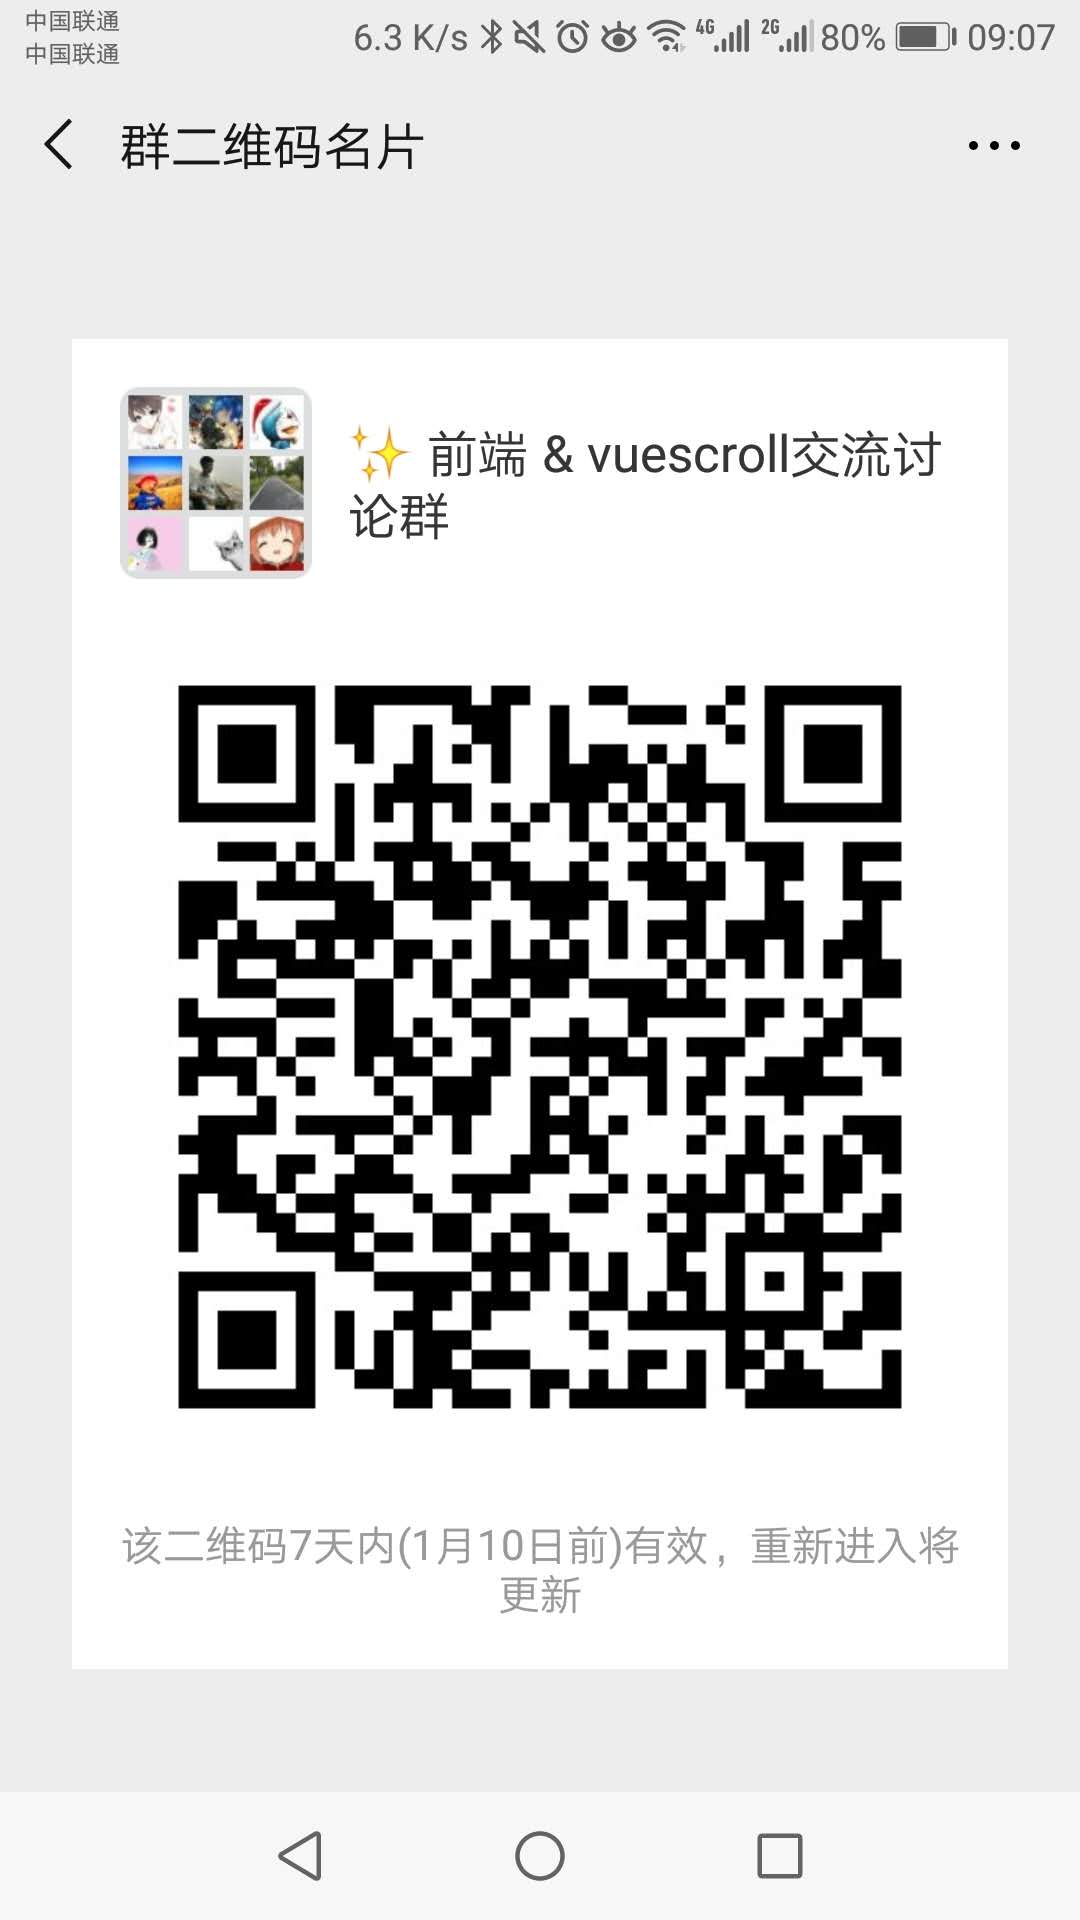 中国联通
中国联通
6.3 K/s 4G 2G 80% 09:07
群二维码名片
✨ 前端 & vuescroll交流讨
论群
该二维码7天内(1月10日前)有效，重新进入将
更新